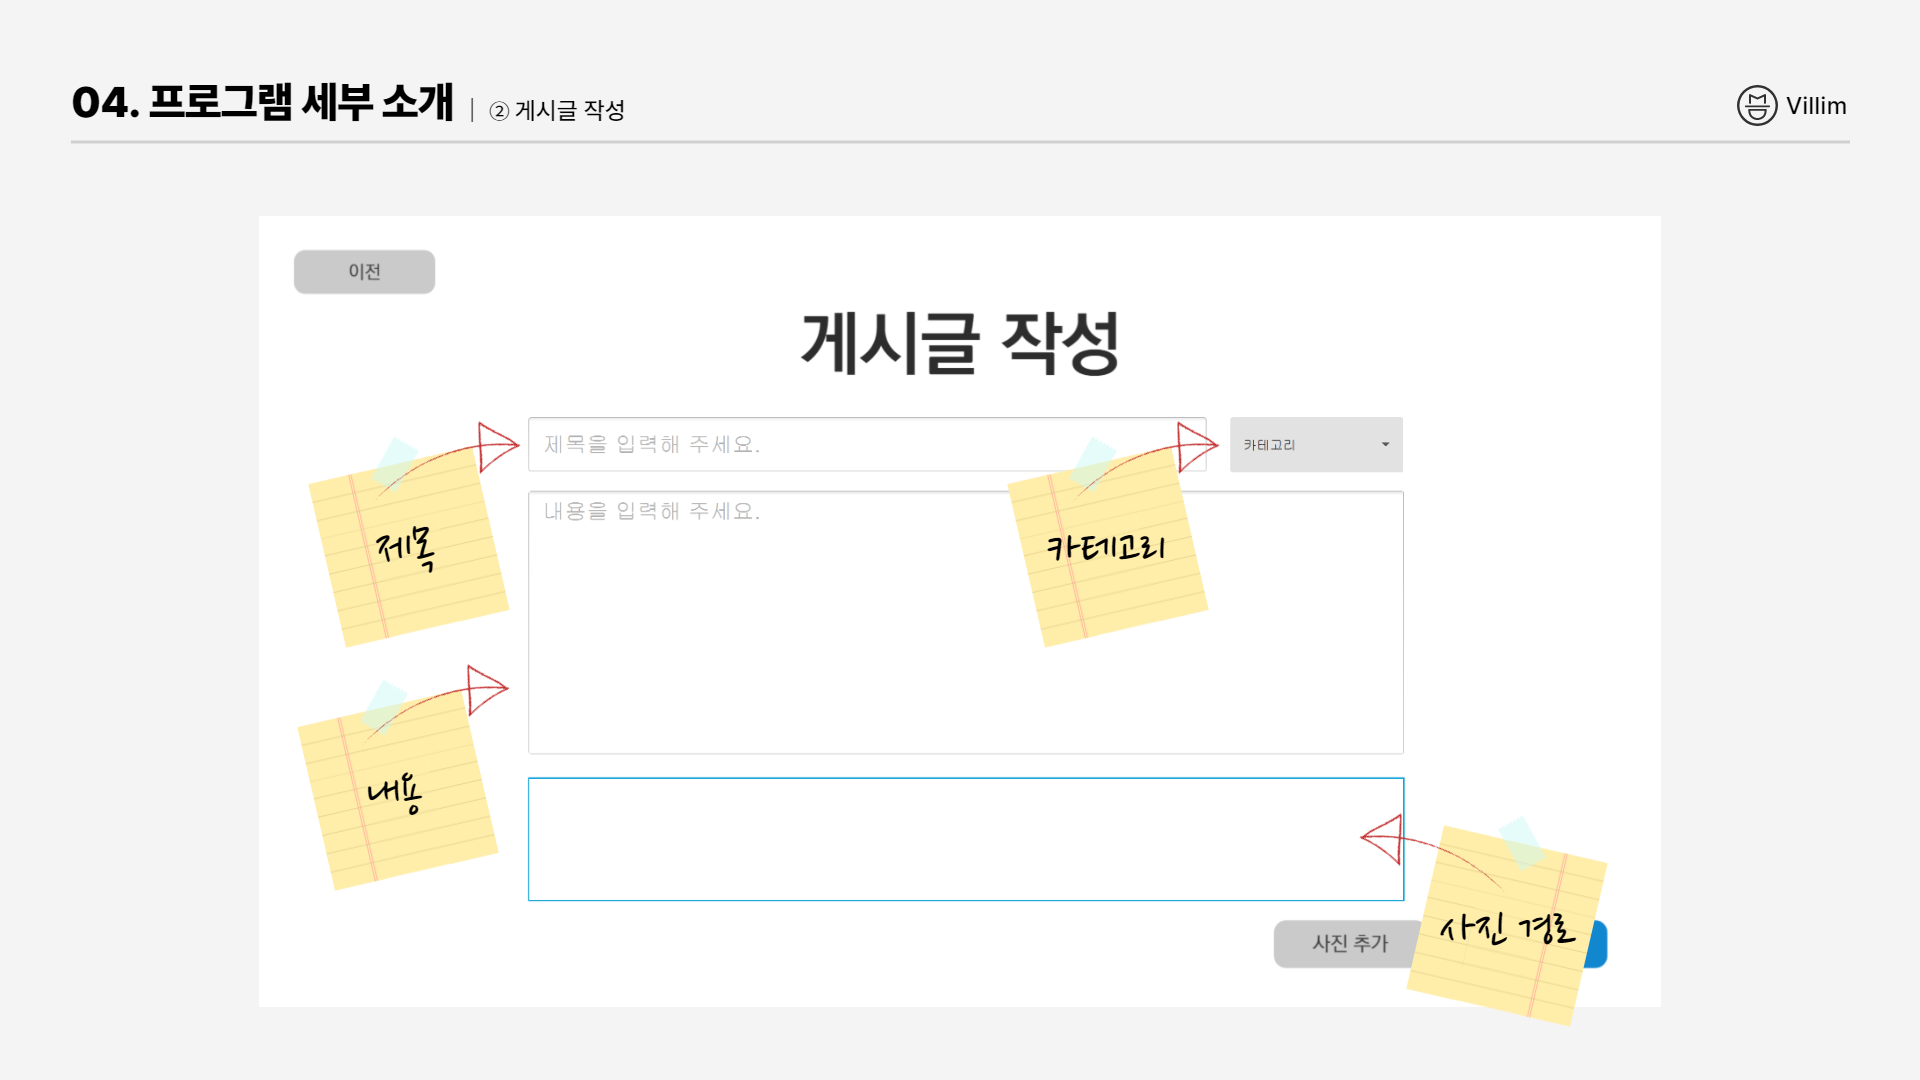 04. 프로그램 세부 소개 | ② 게시글 작성
Villim
이전
게시글 작성
제목을 입력해 주세요.
카테고리
내용을 입력해 주세요.
제목
카테고리
내용
사진 경로
사진 추가